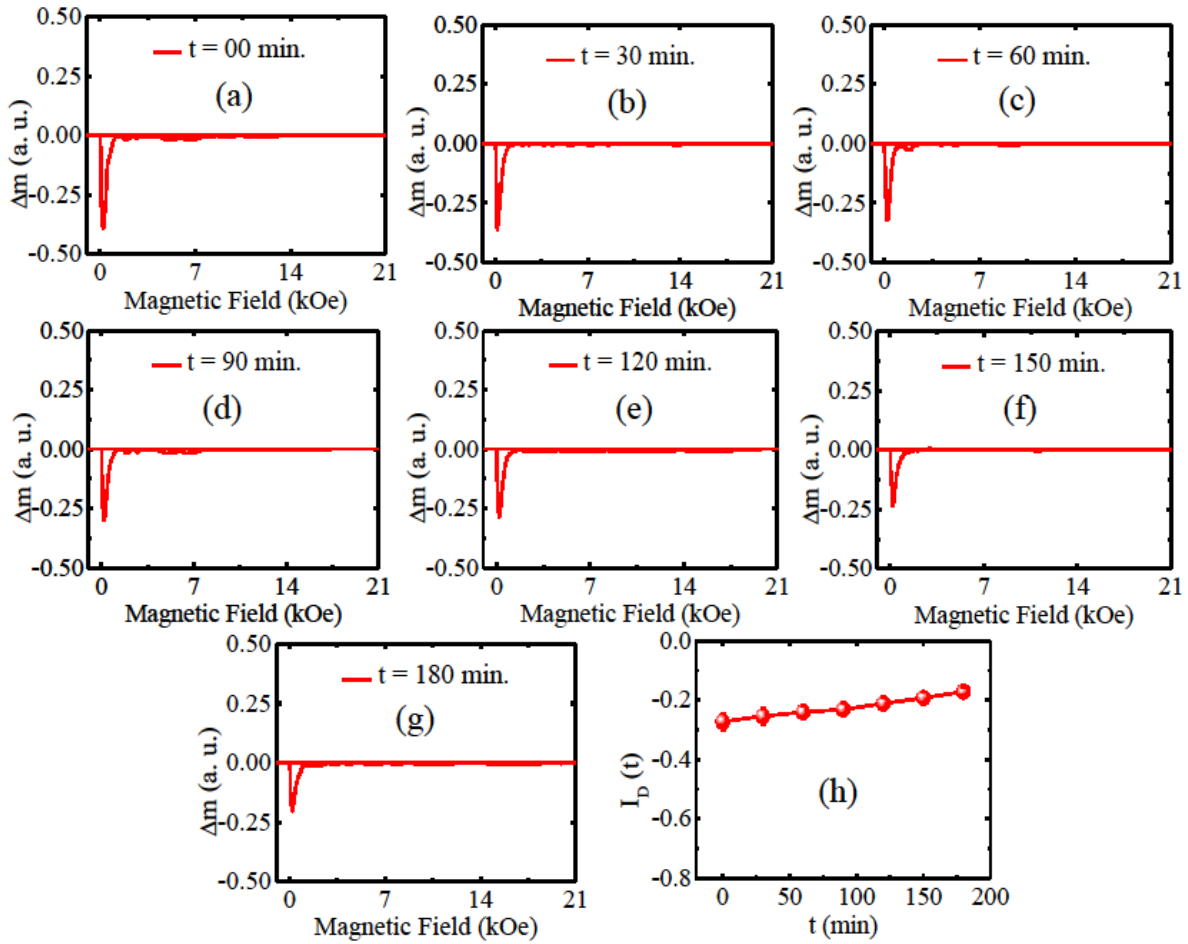 0.50
0.25
0.00
-0.25
-0.50
Δm (a. u.)
t = 00 min.
(a)
0 7 14 21
Magnetic Field (kOe)
0.50
0.25
0.00
-0.25
-0.50
Δm (a. u.)
t = 30 min.
(b)
0 7 14 21
Magnetic Field (kOe)
0.50
0.25
0.00
-0.25
-0.50
Δm (a. u.)
t = 60 min.
(c)
0 7 14 21
Magnetic Field (kOe)
0.50
0.25
0.00
-0.25
-0.50
Δm (a. u.)
t = 90 min.
(d)
0 7 14 21
Magnetic Field (kOe)
0.50
0.25
0.00
-0.25
-0.50
Δm (a. u.)
t = 120 min.
(e)
0 7 14 21
Magnetic Field (kOe)
0.50
0.25
0.00
-0.25
-0.50
Δm (a. u.)
t = 150 min.
(f)
0 7 14 21
Magnetic Field (kOe)
0.50
0.25
0.00
-0.25
-0.50
Δm (a. u.)
t = 180 min.
(g)
0 7 14 21
Magnetic Field (kOe)
0.0
-0.2
-0.4
-0.6
-0.8
I_D (t)
(h)
0 50 100 150 200
t (min)